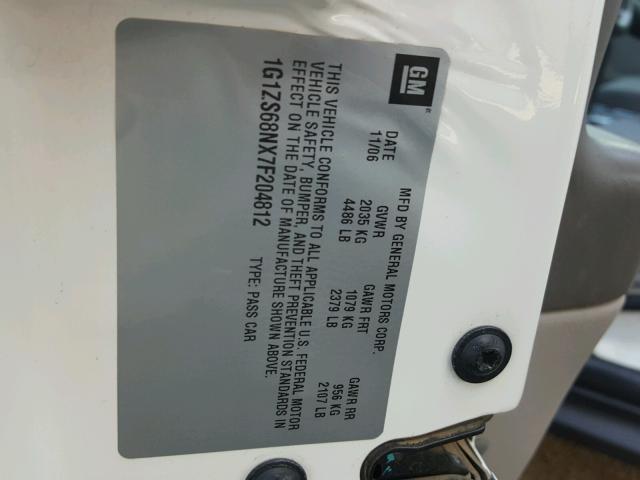 GM
MFD BY GENERAL MOTORS CORP.
DATE GVWR GAWR FRT GAWR RR
11/06 2035 KG 1079 KG 956 KG
4486 LB 2379 LB 2107 LB
THIS VEHICLE CONFORMS TO ALL APPLICABLE U.S. FEDERAL MOTOR
VEHICLE SAFETY, BUMPER, AND THEFT PREVENTION STANDARDS IN
EFFECT ON THE DATE OF MANUFACTURE SHOWN ABOVE.
1G1ZS68NX7F204812 TYPE: PASS CAR